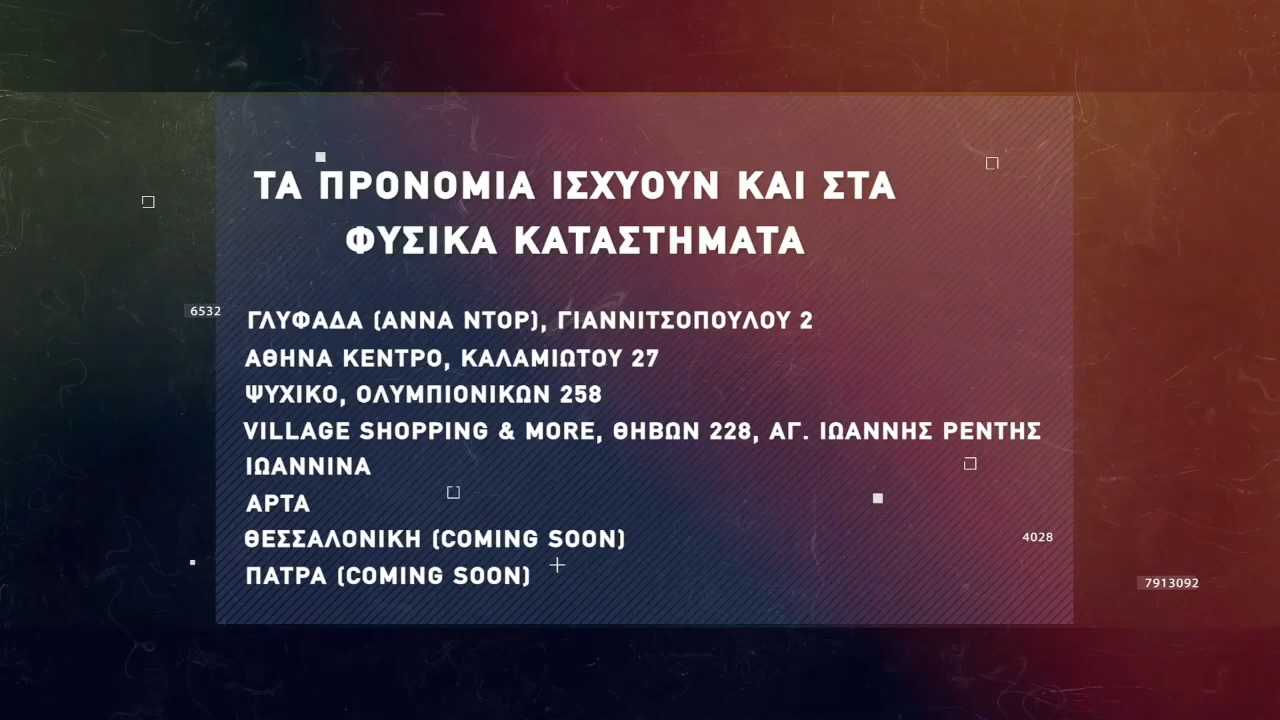 ΤΑ ΠΡΟΝΟΜΙΑ ΙΣΧΥΟΥΝ ΚΑΙ ΣΤΑ
ΦΥΣΙΚΑ ΚΑΤΑΣΤΗΜΑΤΑ
6532
ΓΛΥΦΑΔΑ (ΑΝΝΑ ΝΤΟΡ), ΓΙΑΝΝΙΤΣΟΠΟΥΛΟΥ 2
ΑΘΗΝΑ ΚΕΝΤΡΟ, ΚΑΛΑΜΙΩΤΟΥ 27
ΨΥΧΙΚΟ, ΟΛΥΜΠΙΟΝΙΚΩΝ 258
VILLAGE SHOPPING & MORE, ΘΗΒΩΝ 228, ΑΓ. ΙΩΑΝΝΗΣ ΡΕΝΤΗΣ
ΙΩΑΝΝΙΝΑ
ΑΡΤΑ
ΘΕΣΣΑΛΟΝΙΚΗ (COMING SOON)
4028
ΠΑΤΡΑ (COMING SOON)
7913092